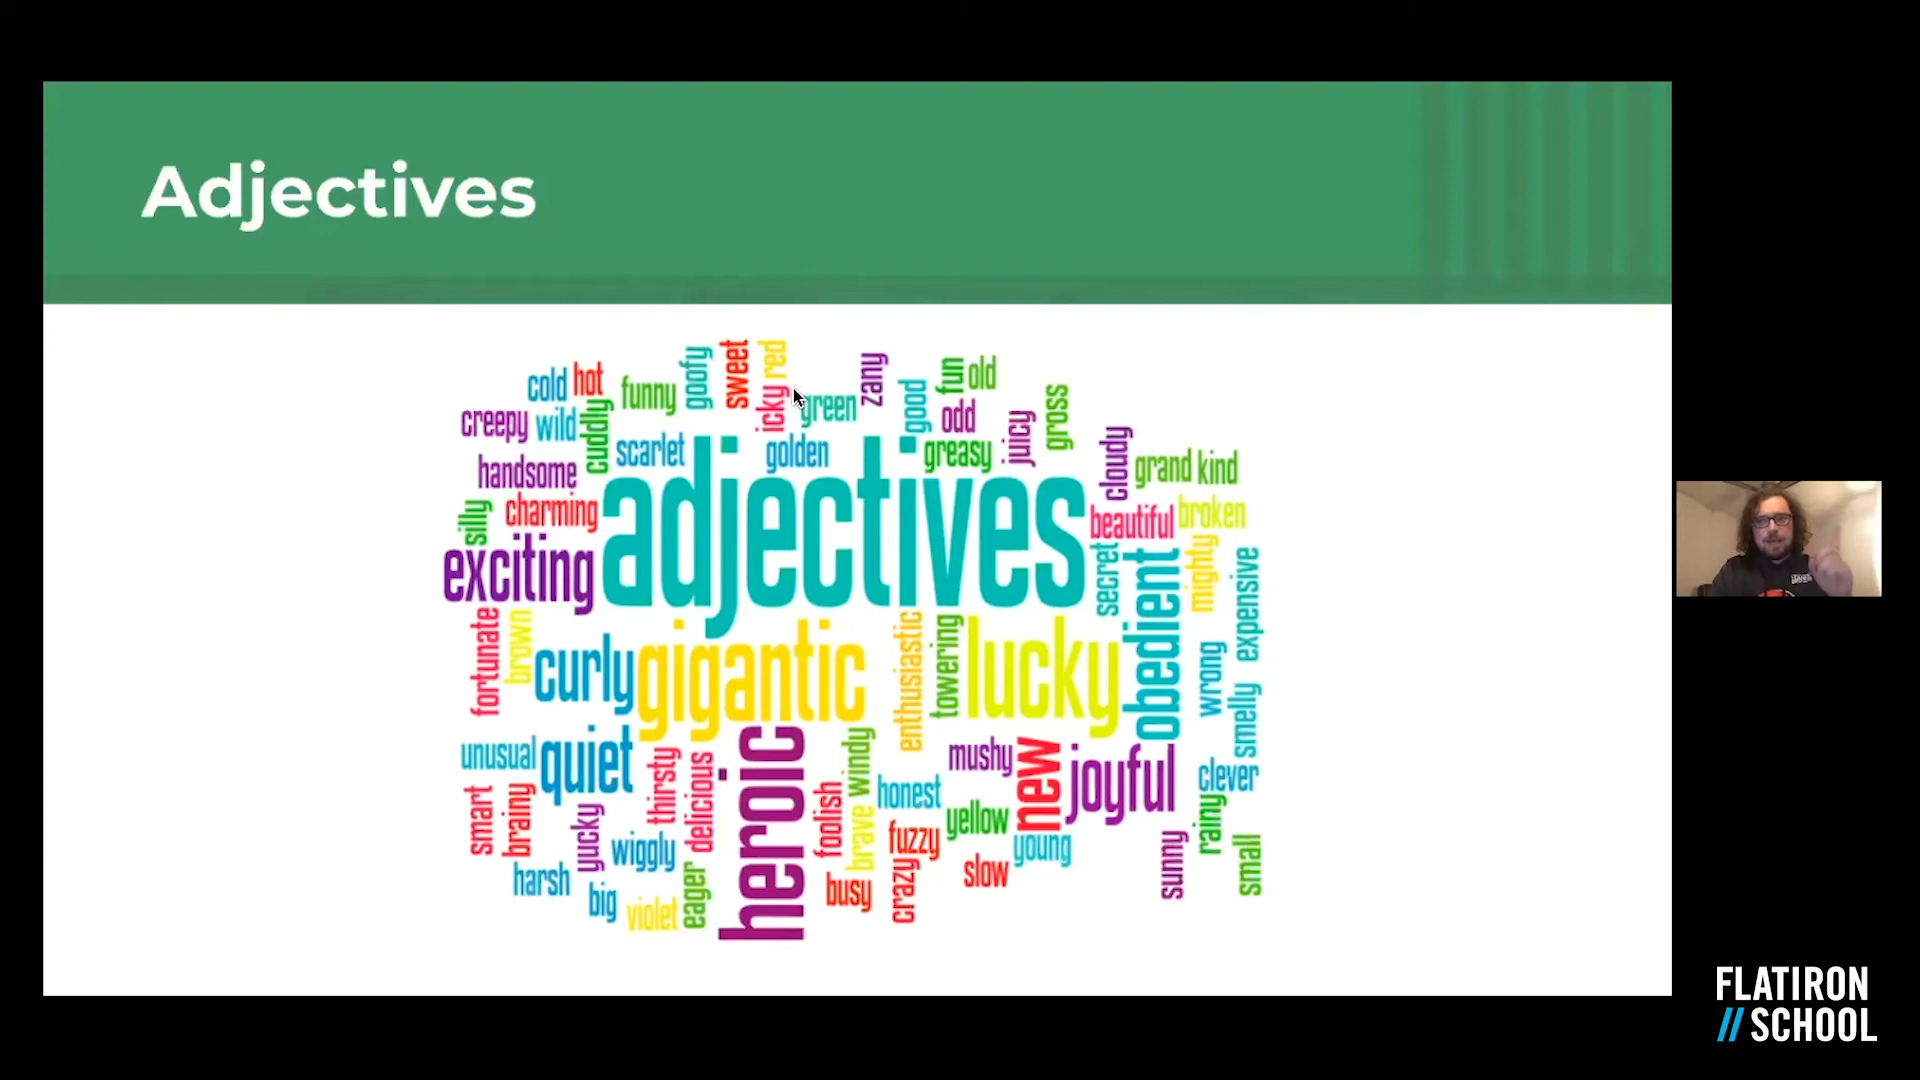 Adjectives
cold
hot
funny
goofy
sweet
icky
red
green
zany
good
fun
old
odd
juicy
gross
creepy
wild
cuddly
scarlet
golden
greasy
cloudy
grand
kind
handsome
silly
charming
adjectives
beautiful
broken
exciting
secret
obedient
mighty
expensive
fortunate
brown
curly
gigantic
enthusiastic
towering
lucky
wrong
smelly
unusual
quiet
thirsty
delicious
heroic
windy
mushy
new
joyful
clever
smart
brainy
yucky
wiggly
foolish
brave
honest
yellow
fuzzy
young
rainy
sunny
small
harsh
big
violet
eager
busy
crazy
slow
FLATIRON
// SCHOOL